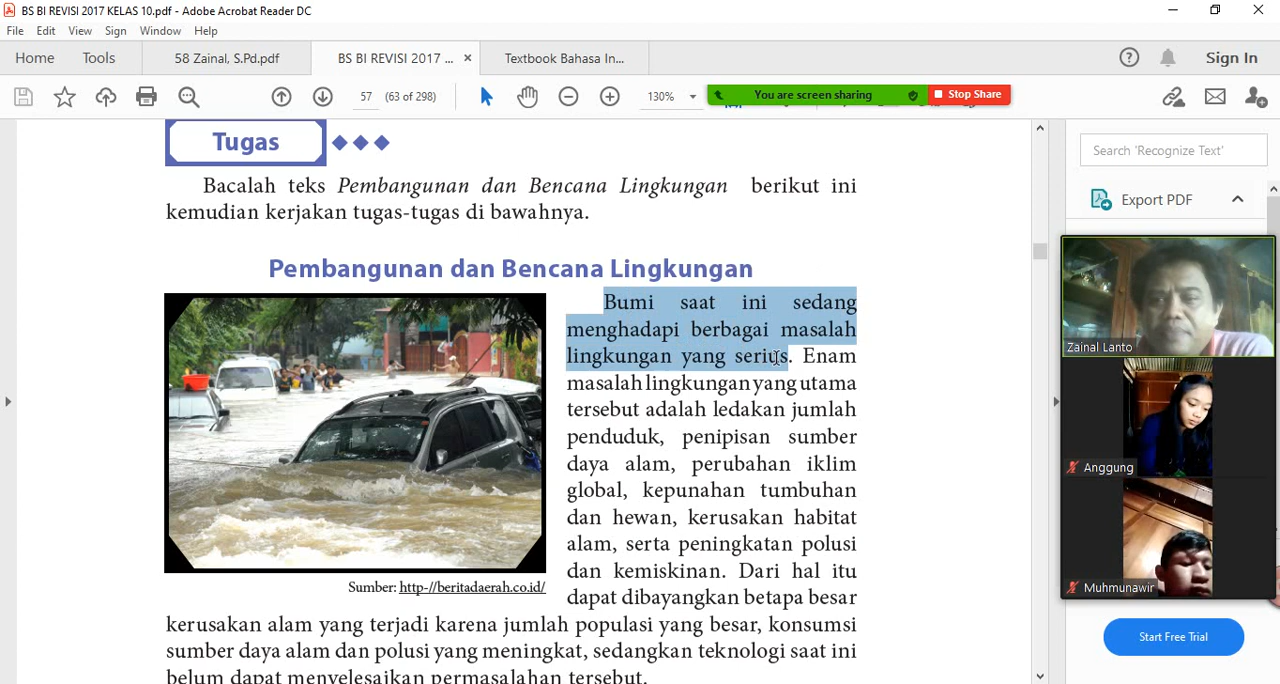 BS BI REVISI 2017 KELAS 10.pdf - Adobe Acrobat Reader DC
File Edit View Sign Window Help
Home Tools 58 Zainal, S.Pd.pdf BS BI REVISI 2017 ... Textbook Bahasa In... Sign In
57 (63 of 298) 130% You are screen sharing Stop Share
Tugas
Bacalah teks Pembangunan dan Bencana Lingkungan berikut ini
kemudian kerjakan tugas-tugas di bawahnya.
Pembangunan dan Bencana Lingkungan
Bumi saat ini sedang
menghadapi berbagai masalah
lingkungan yang serius. Enam
masalah lingkungan yang utama
tersebut adalah ledakan jumlah
penduduk, penipisan sumber
daya alam, perubahan iklim
global, kepunahan tumbuhan
dan hewan, kerusakan habitat
alam, serta peningkatan polusi
dan kemiskinan. Dari hal itu
dapat dibayangkan betapa besar
Sumber: http-//beritadaerah.co.id/
kerusakan alam yang terjadi karena jumlah populasi yang besar, konsumsi
sumber daya alam dan polusi yang meningkat, sedangkan teknologi saat ini
belum dapat menyelesaikan permasalahan tersebut.
Search 'Recognize Text'
Export PDF
Zainal Lanto
Anggung
Muhmunawir
Start Free Trial